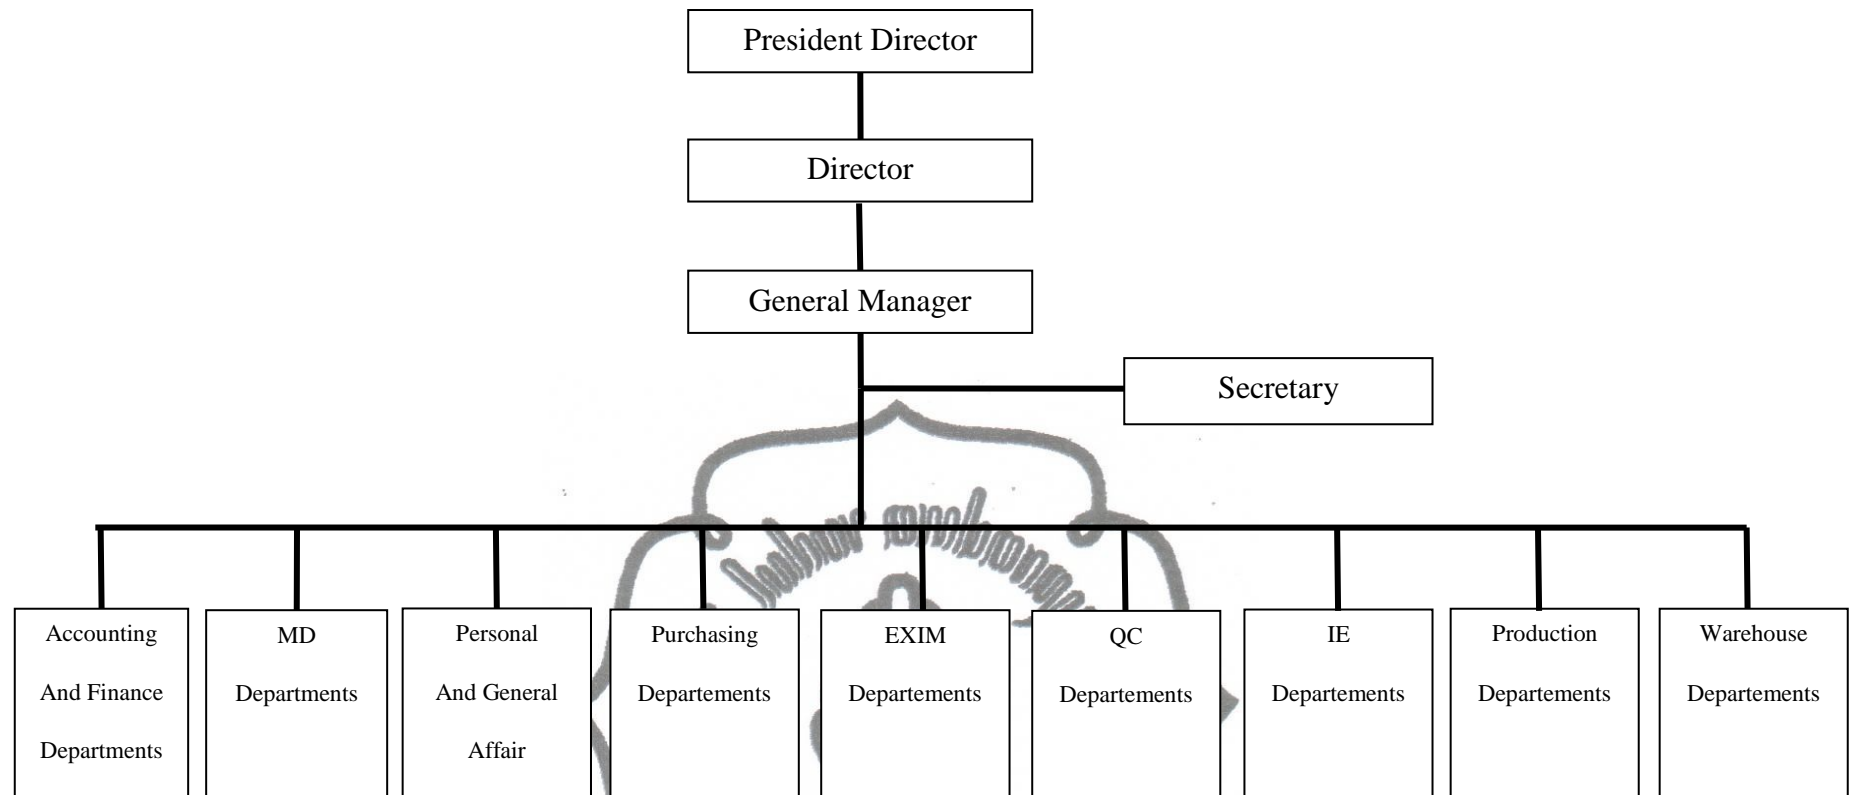 President Director
Director
General Manager
Secretary
Accounting
And Finance
Departments
MD
Departments
Personal
And General
Affair
Purchasing
Departements
EXIM
Departements
QC
Departements
IE
Departements
Production
Departements
Warehouse
Departements